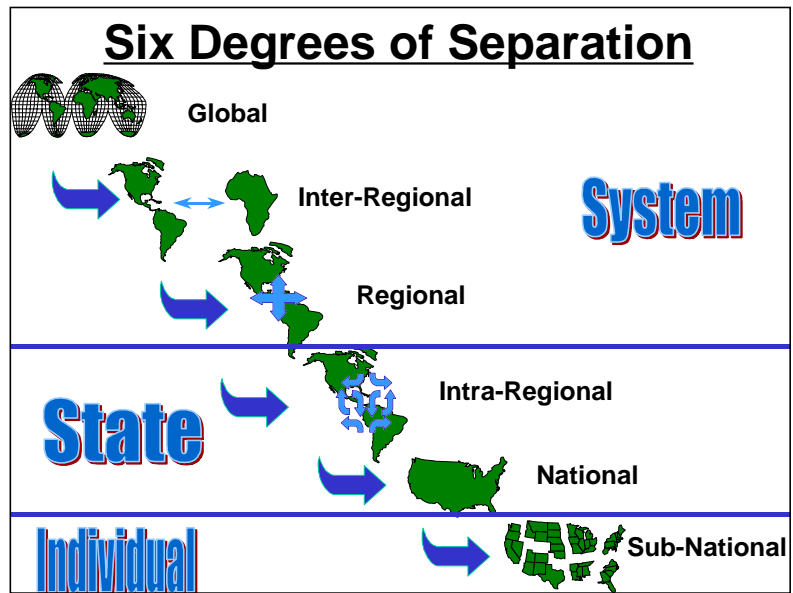 Six Degrees of Separation
Global
Inter-Regional
System
Regional
Intra-Regional
State
National
Sub-National
Individual